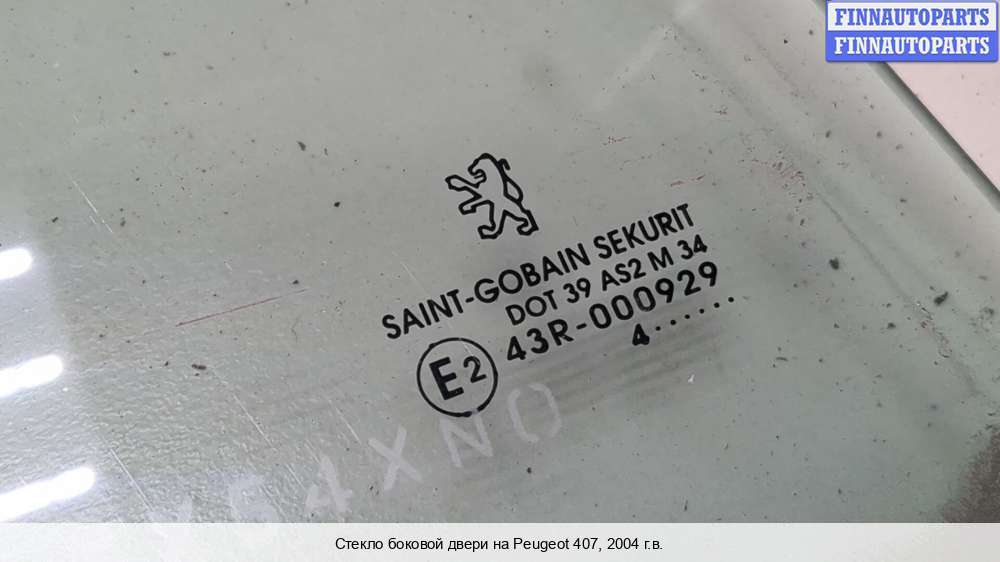 FINNAUTOPARTS
FINNAUTOPARTS
SAINT-GOBAIN SEKURIT
DOT 39 AS2 M 34
E2 43R-000929
4......
Стекло боковой двери на Peugeot 407, 2004 г.в.